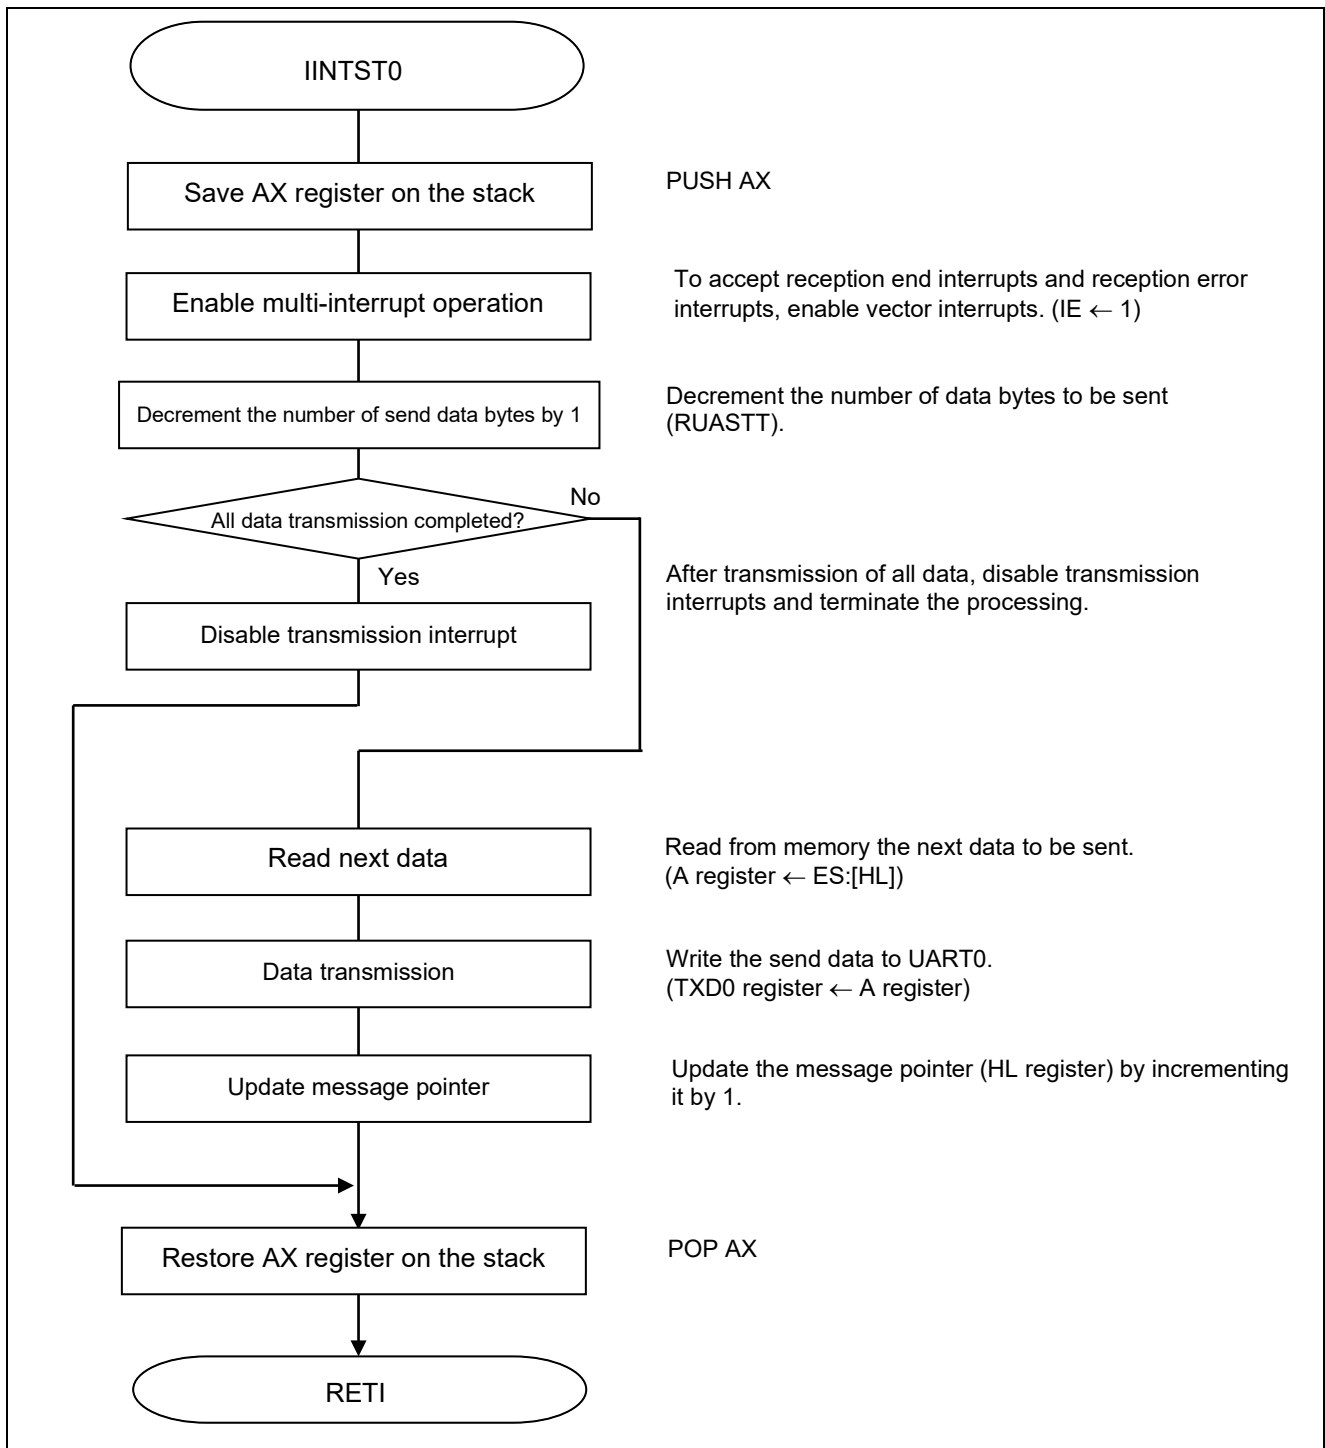 IINTST0
Save AX register on the stack
PUSH AX
Enable multi-interrupt operation
To accept reception end interrupts and reception error
interrupts, enable vector interrupts. (IE ← 1)
Decrement the number of send data bytes by 1
Decrement the number of data bytes to be sent
(RUASTT).
No
All data transmission completed?
Yes
After transmission of all data, disable transmission
interrupts and terminate the processing.
Disable transmission interrupt
Read next data
Read from memory the next data to be sent.
(A register ← ES:[HL])
Data transmission
Write the send data to UART0.
(TXD0 register ← A register)
Update message pointer
Update the message pointer (HL register) by incrementing
it by 1.
Restore AX register on the stack
POP AX
RETI